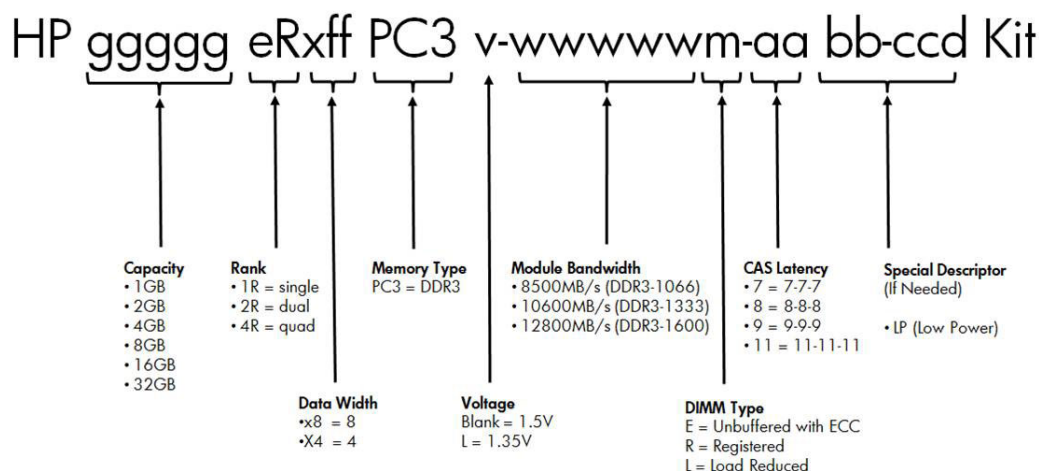 HP ggggg eRxff PC3 v-wwwwwm-aa bb-ccd Kit
Capacity
• 1GB
• 2GB
• 4GB
• 8GB
• 16GB
• 32GB
Rank
• 1R = single
• 2R = dual
• 4R = quad
Memory Type
PC3 = DDR3
Module Bandwidth
• 8500MB/s (DDR3-1066)
• 10600MB/s (DDR3-1333)
• 12800MB/s (DDR3-1600)
CAS Latency
• 7 = 7-7-7
• 8 = 8-8-8
• 9 = 9-9-9
• 11 = 11-11-11
Special Descriptor
(If Needed)
• LP (Low Power)
Data Width
•x8 = 8
•X4 = 4
Voltage
Blank = 1.5V
L = 1.35V
DIMM Type
E = Unbuffered with ECC
R = Registered
L = Load Reduced